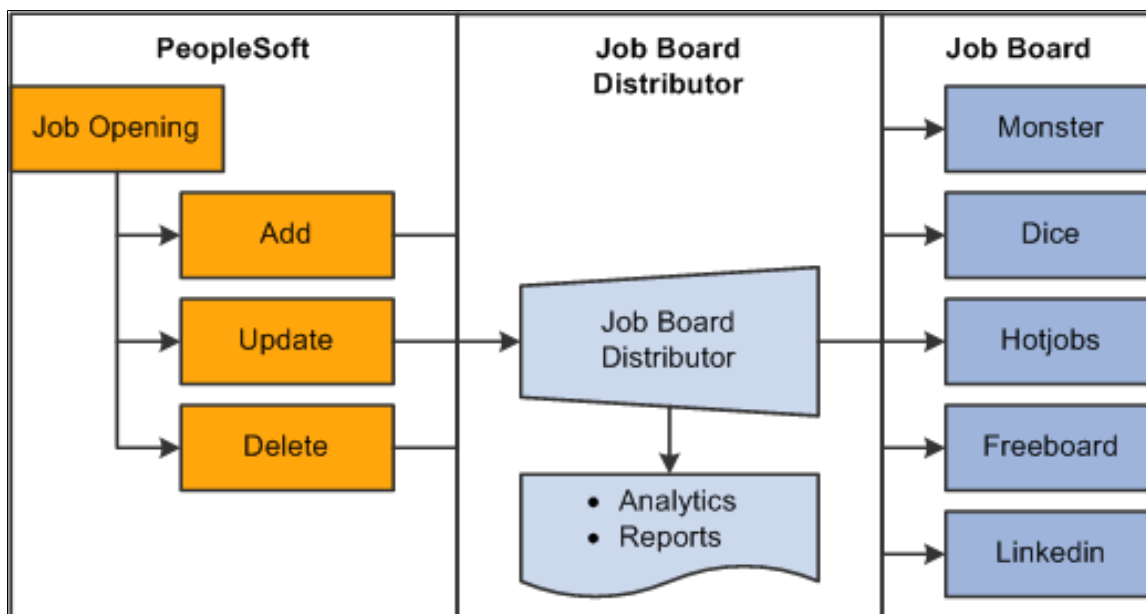 PeopleSoft
Job Board
Distributor
Job Board
Job Opening
Add
Update
Delete
Job Board
Distributor
• Analytics
• Reports
Monster
Dice
Hotjobs
Freeboard
Linkedin